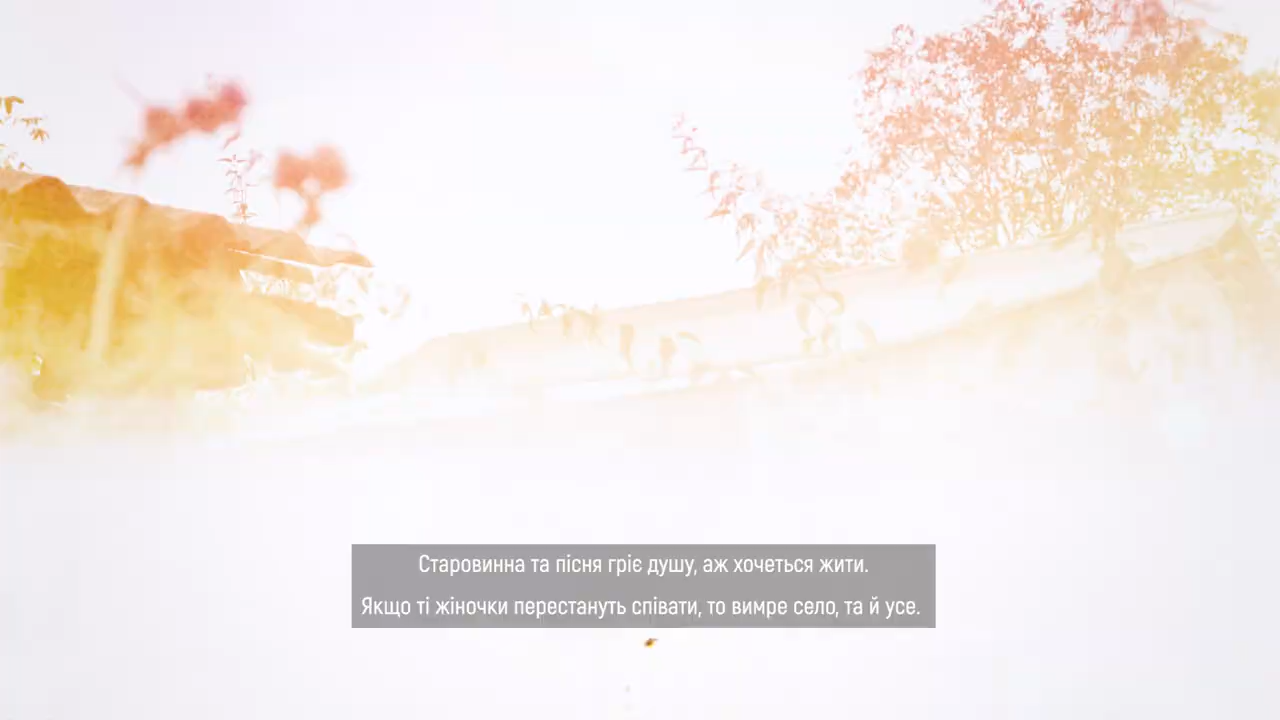 Старовинна та пісня гріє душу, аж хочеться жити.
Якщо ті жіночки перестануть співати, то вимре село, та й усе.